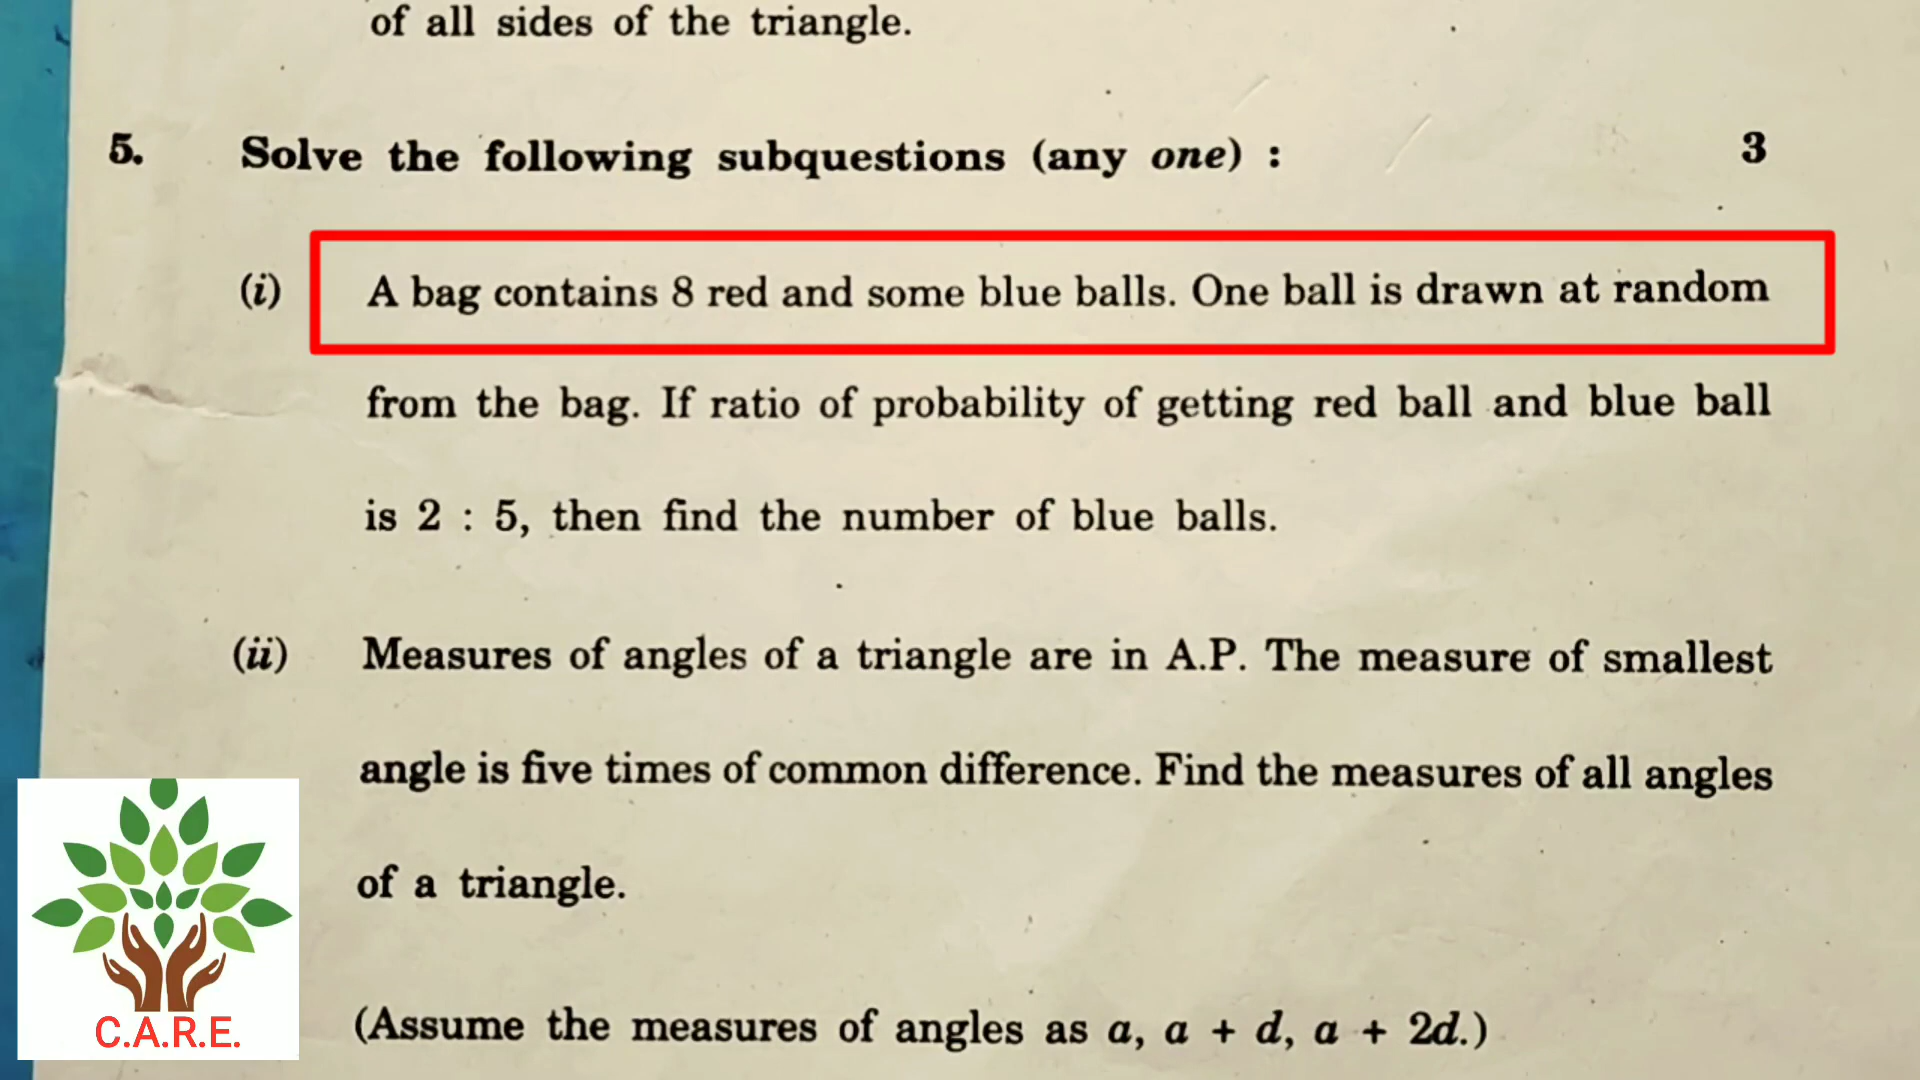 of all sides of the triangle.
5. Solve the following subquestions (any one) : 3
(i) A bag contains 8 red and some blue balls. One ball is drawn at random
from the bag. If ratio of probability of getting red ball and blue ball
is 2 : 5, then find the number of blue balls.
(ii) Measures of angles of a triangle are in A.P. The measure of smallest
angle is five times of common difference. Find the measures of all angles
of a triangle.
(Assume the measures of angles as a, a + d, a + 2d.)
C.A.R.E.